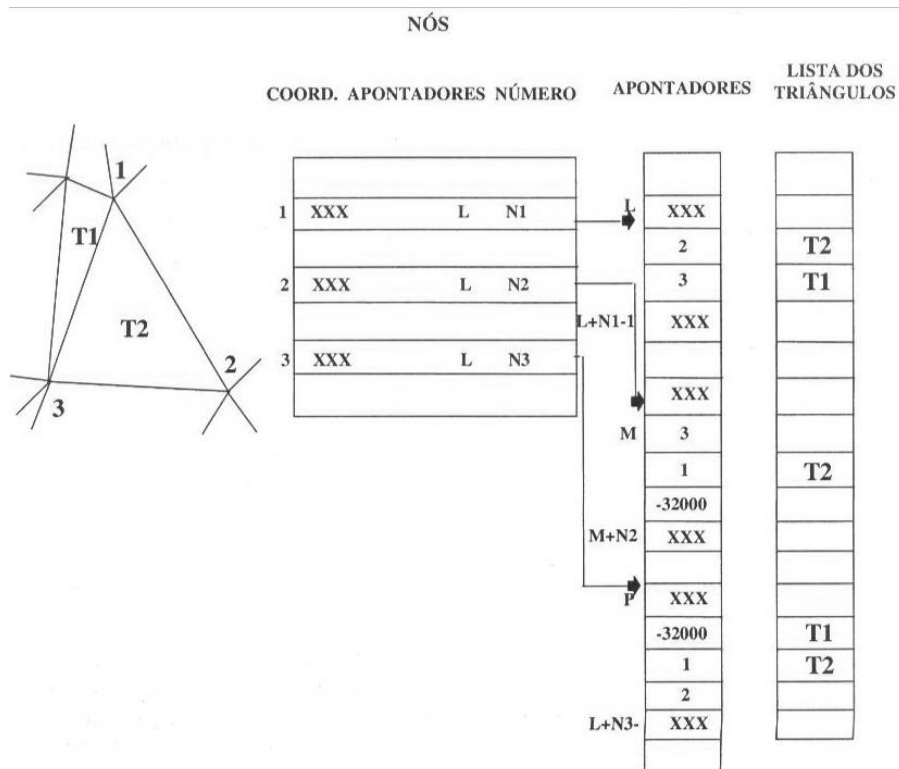 NÓS
COORD. APONTADORES NÚMERO
APONTADORES
LISTA DOS
TRIÂNGULOS
1
T1
T2
2
3
1 XXX L N1
2 XXX L N2
3 XXX L N3
L XXX
2 T2
3 T1
L+N1-1 XXX
XXX
M 3
1 T2
-32000
M+N2 XXX
P XXX
-32000 T1
1 T2
2
L+N3- XXX